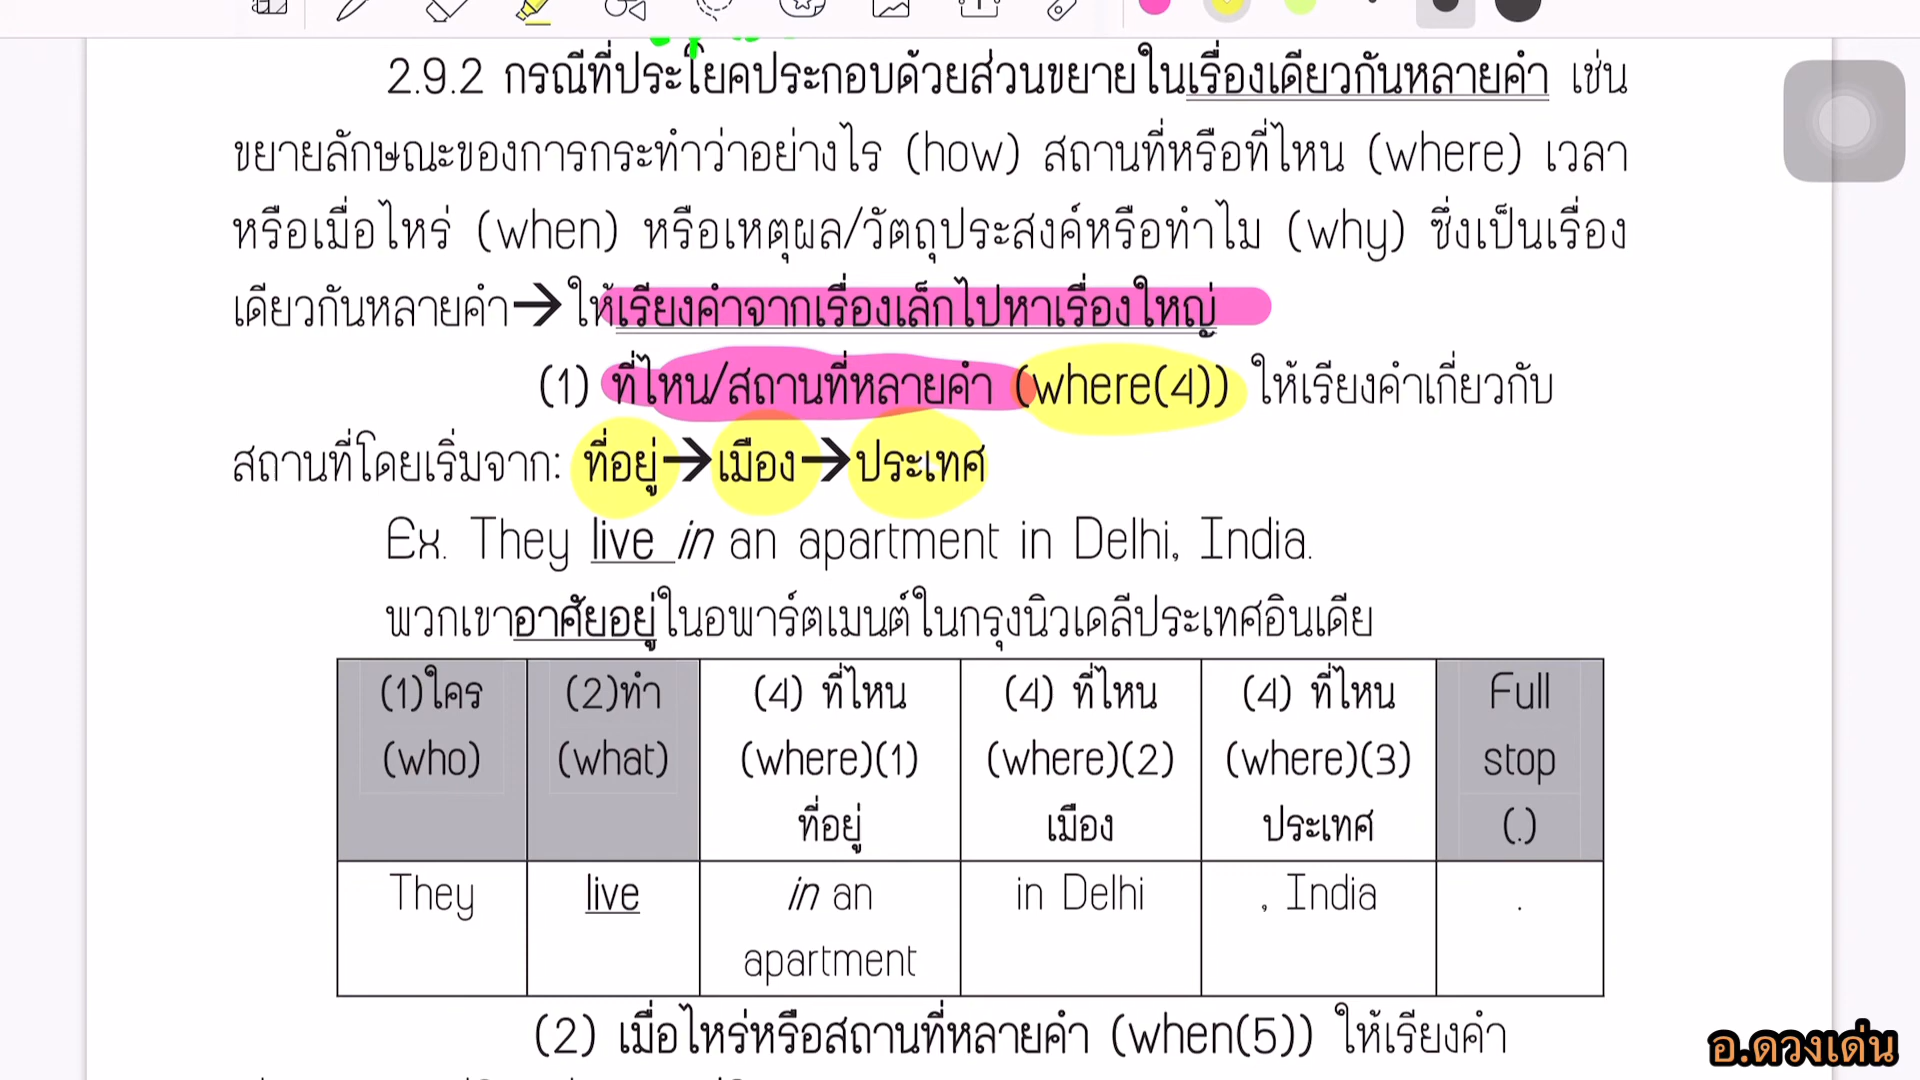 2.9.2 กรณีที่ประโยคประกอบด้วยส่วนขยายในเรื่องเดียวกันหลายคำ เช่น
ขยายลักษณะของการกระทำว่าอย่างไร (how) สถานที่หรือที่ไหน (where) เวลา
หรือเมื่อไหร่ (when) หรือเหตุผล/วัตถุประสงค์หรือทำไม (why) ซึ่งเป็นเรื่อง
เดียวกันหลายคำ→ให้เรียงคำจากเรื่องเล็กไปหาเรื่องใหญ่
(1) ที่ไหน/สถานที่หลายคำ (where(4)) ให้เรียงคำเกี่ยวกับ
สถานที่โดยเริ่มจาก: ที่อยู่→เมือง→ประเทศ
Ex. They live in an apartment in Delhi, India.
พวกเขาอาศัยอยู่ในอพาร์ตเมนต์ในกรุงนิวเดลีประเทศอินเดีย
(1)ใคร (2)ทำ (4) ที่ไหน (4) ที่ไหน (4) ที่ไหน Full
(who) (what) (where)(1) (where)(2) (where)(3) stop
ที่อยู่ เมือง ประเทศ (.)
They live in an in Delhi , India .
apartment
(2) เมื่อไหร่หรือสถานที่หลายคำ (when(5)) ให้เรียงคำ
อ.ดวงเด่น